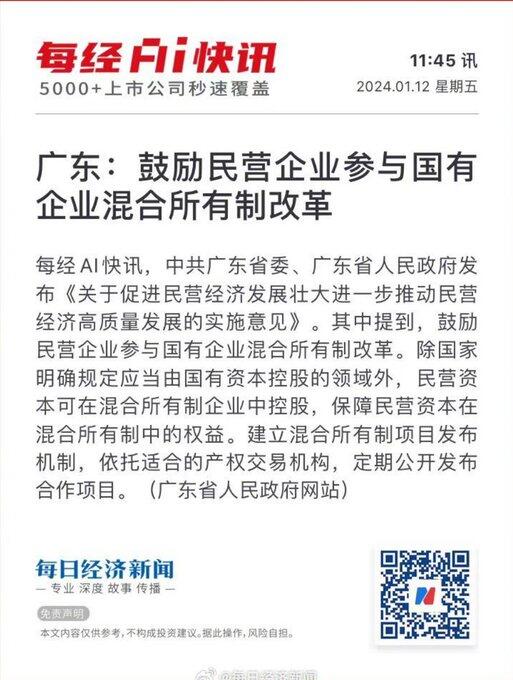 每经Ai快讯
11:45 讯
5000+上市公司秒速覆盖
2024.01.12 星期五
广东：鼓励民营企业参与国有
企业混合所有制改革
每经AI快讯，中共广东省委、广东省人民政府发
布《关于促进民营经济发展壮大进一步推动民营
经济高质量发展的实施意见》。其中提到，鼓励
民营企业参与国有企业混合所有制改革。除国家
明确规定应当由国有资本控股的领域外，民营资
本可在混合所有制企业中控股，保障民营资本在
混合所有制中的权益。建立混合所有制项目发布
机制，依托适合的产权交易机构，定期公开发布
合作项目。（广东省人民政府网站）
每日经济新闻
专业 深度 故事 传播
免责声明
本文内容仅供参考，不构成投资建议。据此操作，风险自担。
@每日经济新闻